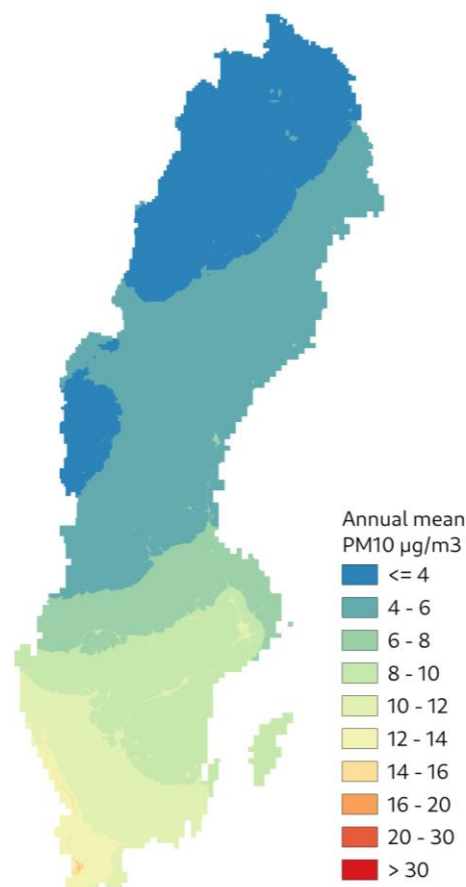 Annual mean
PM10 µg/m3
<= 4
4 - 6
6 - 8
8 - 10
10 - 12
12 - 14
14 - 16
16 - 20
20 - 30
> 30